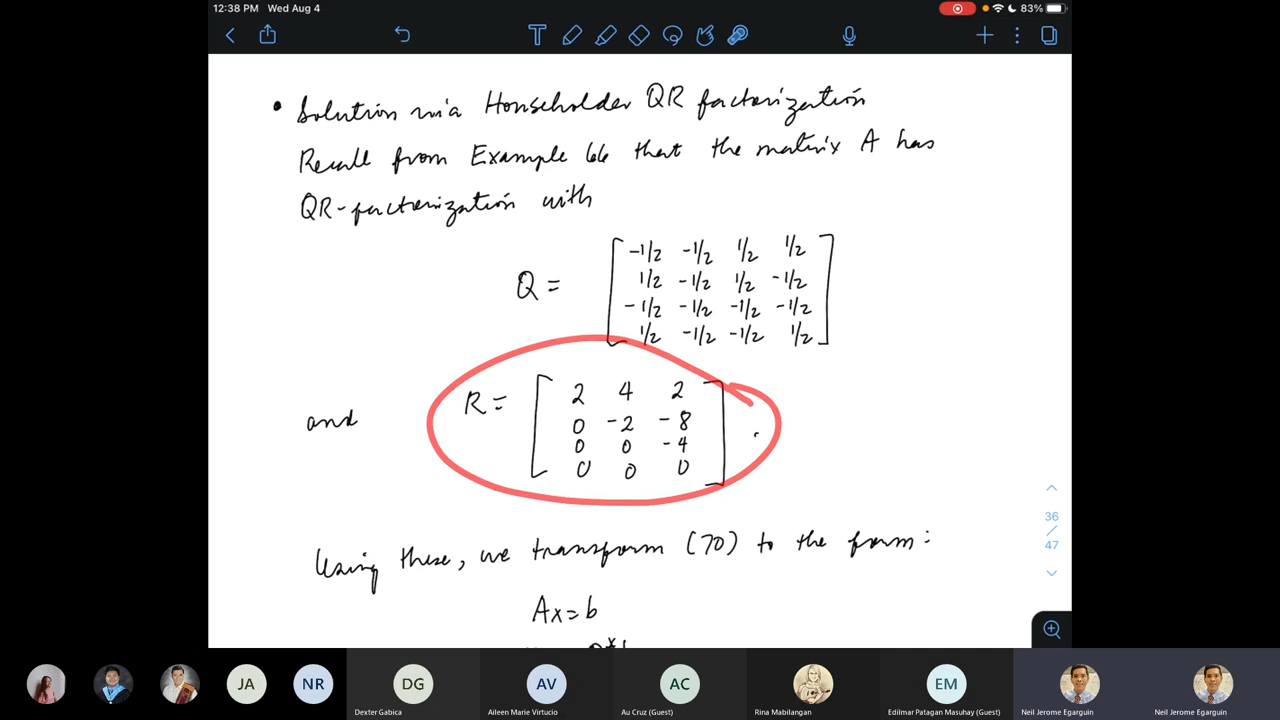 12:38 PM Wed Aug 4
83%
• Solution via Householder QR factorization
Recall from Example 66 that the matrix A has
QR-factorization with
Q = [ -1/2 -1/2 1/2 1/2
1/2 -1/2 1/2 -1/2
-1/2 -1/2 -1/2 -1/2
1/2 -1/2 -1/2 1/2 ]
and R = [ 2 4 2
0 -2 -8
0 0 -4
0 0 0 ] .
36
/
47
Using these, we transform (70) to the form:
Ax = b
JA
NR
DG
AV
AC
EM
Dexter Gabica
Aileen Marie Virtucio
Au Cruz (Guest)
Rina Mabilangan
Edilmar Patagan Masuhay (Guest)
Neil Jerome Egarguin
Neil Jerome Egarguin